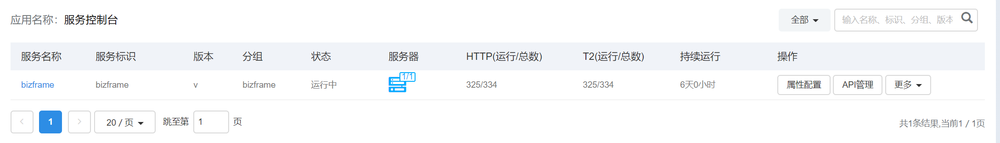 应用名称：服务控制台
全部 输入名称、标识、分组、版本
服务名称 服务标识 版本 分组 状态 服务器 HTTP(运行/总数) T2(运行/总数) 持续运行 操作
bizframe bizframe v bizframe 运行中 1/1 325/334 325/334 6天0小时 属性配置 API管理 更多
1 20 / 页 跳至第 1 页 共1条结果,当前1 / 1页